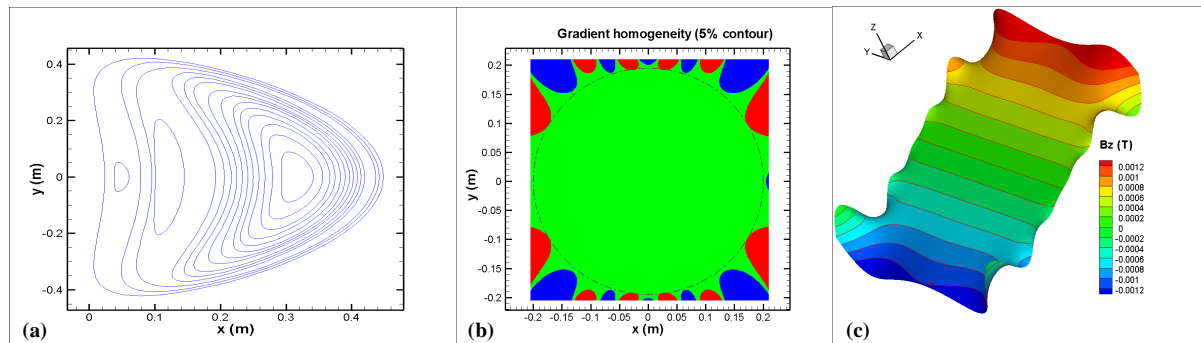 0.4
0.2
0
-0.2
-0.4
y (m)
0 0.1 0.2 0.3 0.4
x (m)
(a)
Gradient homogeneity (5% contour)
0.2
0.15
0.1
0.05
0
-0.05
-0.1
-0.15
-0.2
y (m)
-0.2 -0.15 -0.1 -0.05 0 0.05 0.1 0.15 0.2
x (m)
(b)
Z
Y
X
Bz (T)
0.0012
0.001
0.0008
0.0006
0.0004
0.0002
0
-0.0002
-0.0004
-0.0006
-0.0008
-0.001
-0.0012
(c)